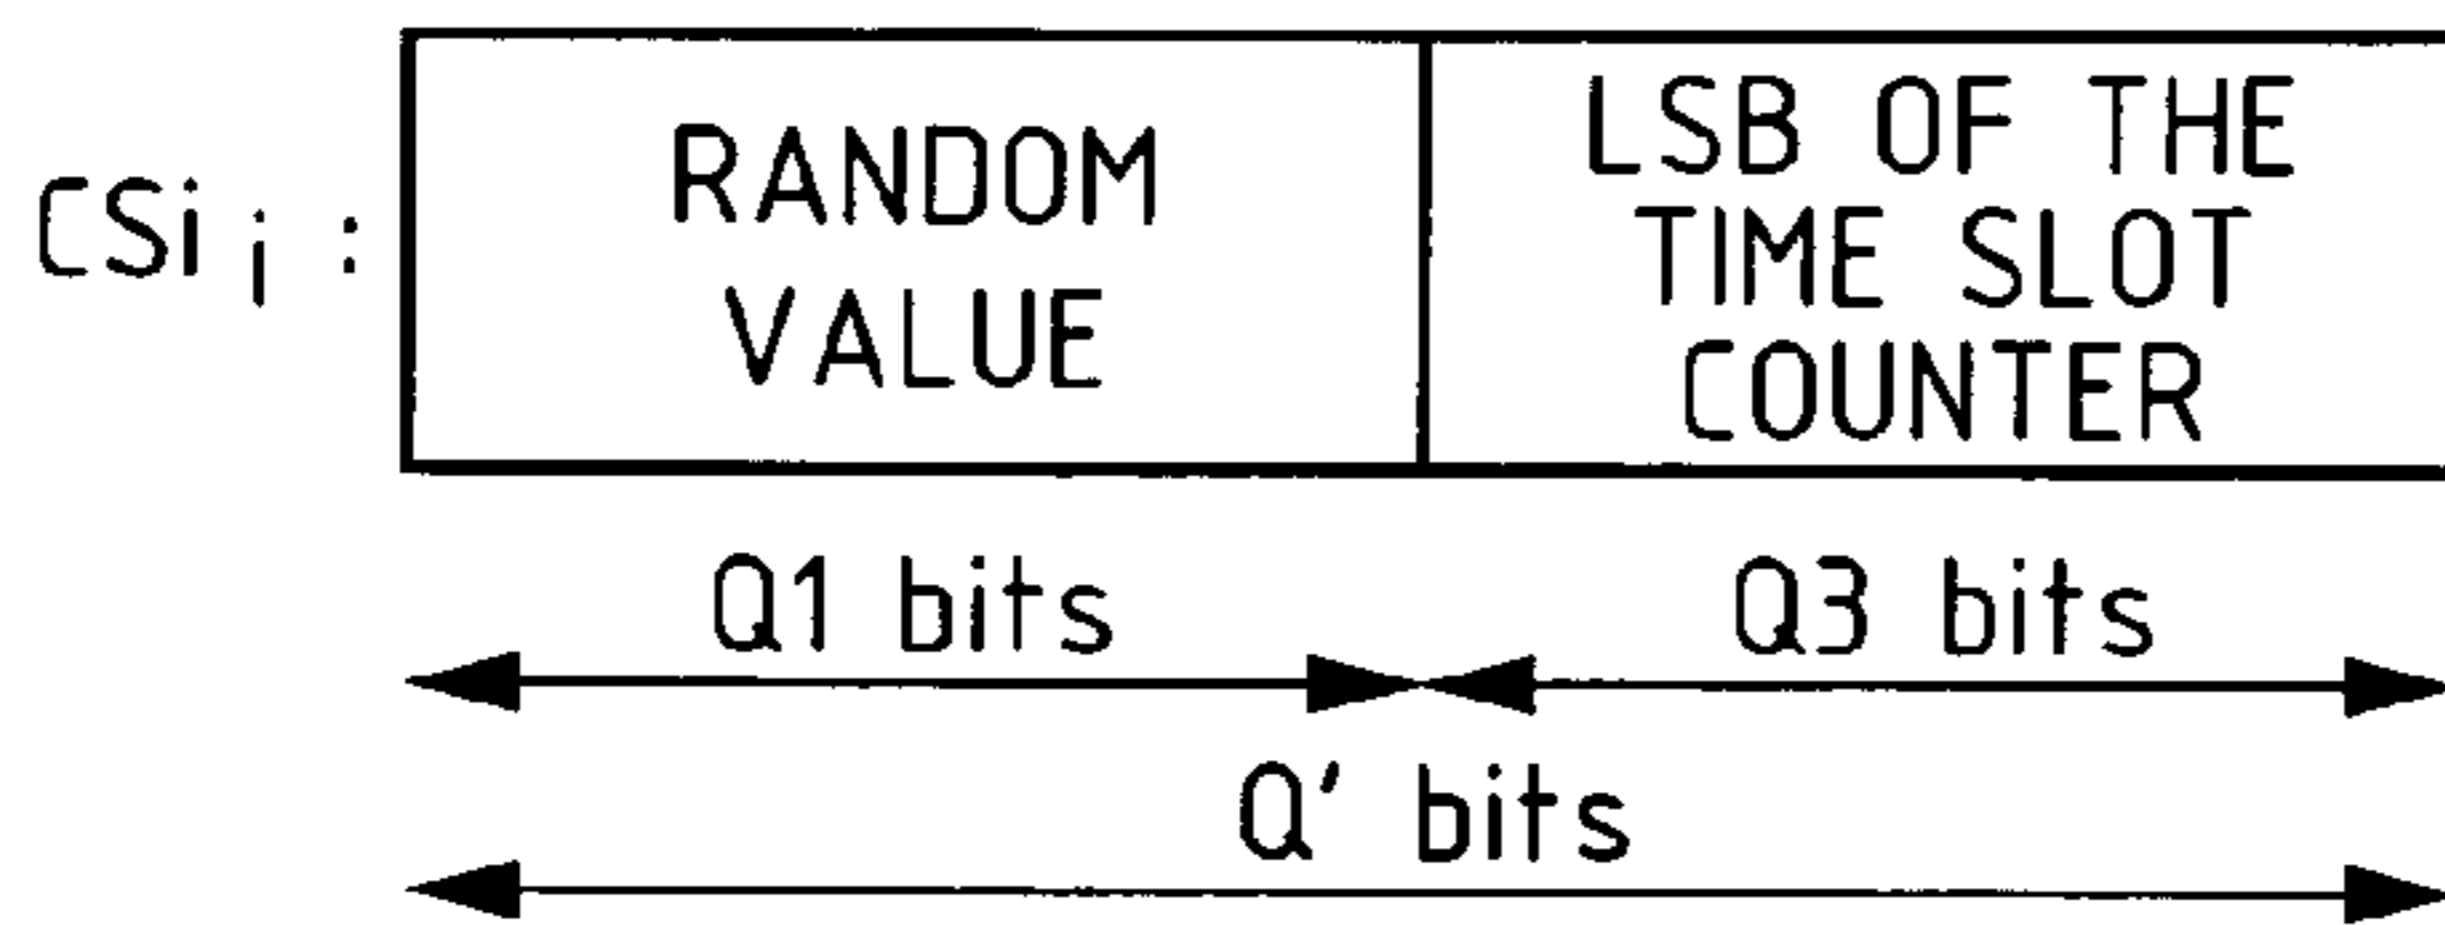 CSi i :
RANDOM
VALUE
LSB OF THE
TIME SLOT
COUNTER
Q1 bits
Q3 bits
Q' bits